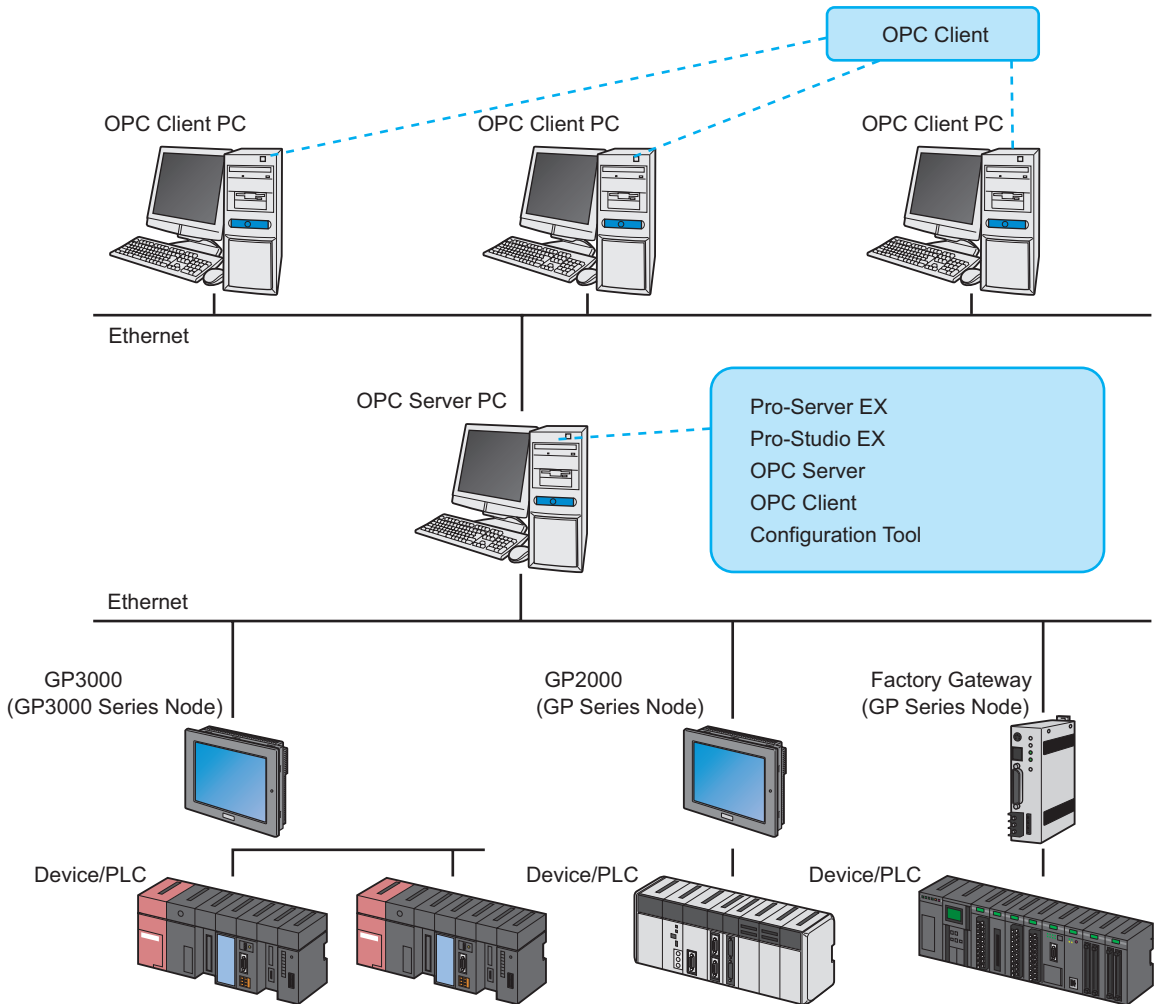 OPC Client
OPC Client PC
OPC Client PC
OPC Client PC
Ethernet
OPC Server PC
Pro-Server EX
Pro-Studio EX
OPC Server
OPC Client
Configuration Tool
Ethernet
GP3000
(GP3000 Series Node)
GP2000
(GP Series Node)
Factory Gateway
(GP Series Node)
Device/PLC
Device/PLC
Device/PLC